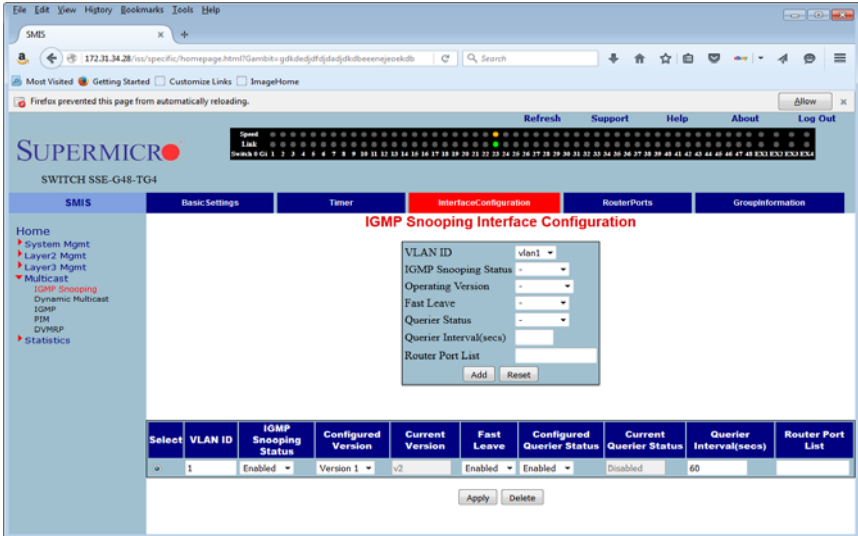 File Edit View History Bookmarks Tools Help
SMIS
172.31.34.28/iss/specific/homepage.html?Gambit=gdkdedjdfdjdadjdkdbeeenejeoekdb
Search
Most Visited Getting Started Customize Links ImageHome
Firefox prevented this page from automatically reloading. Allow
Refresh Support Help About Log Out
SUPERMICRO
SWITCH SSE-G48-TG4
Speed
Link
Switch 0 Gi 1 2 3 4 5 6 7 8 9 10 11 12 13 14 15 16 17 18 19 20 21 22 23 24 25 26 27 28 29 30 31 32 33 34 35 36 37 38 39 40 41 42 43 44 45 46 47 48 EX1 EX2 EX3 EX4
SMIS BasicSettings Timer InterfaceConfiguration RouterPorts GroupInformation
IGMP Snooping Interface Configuration
Home
System Mgmt
Layer2 Mgmt
Layer3 Mgmt
Multicast
IGMP Snooping
Dynamic Multicast
IGMP
PIM
DVMRP
Statistics
VLAN ID vlan1
IGMP Snooping Status -
Operating Version -
Fast Leave -
Querier Status -
Querier Interval(secs)
Router Port List
Add Reset
Select VLAN ID IGMP Snooping Status Configured Version Current Version Fast Leave Configured Querier Status Current Querier Status Querier Interval(secs) Router Port List
1 Enabled Version 1 v2 Enabled Enabled Disabled 60
Apply Delete